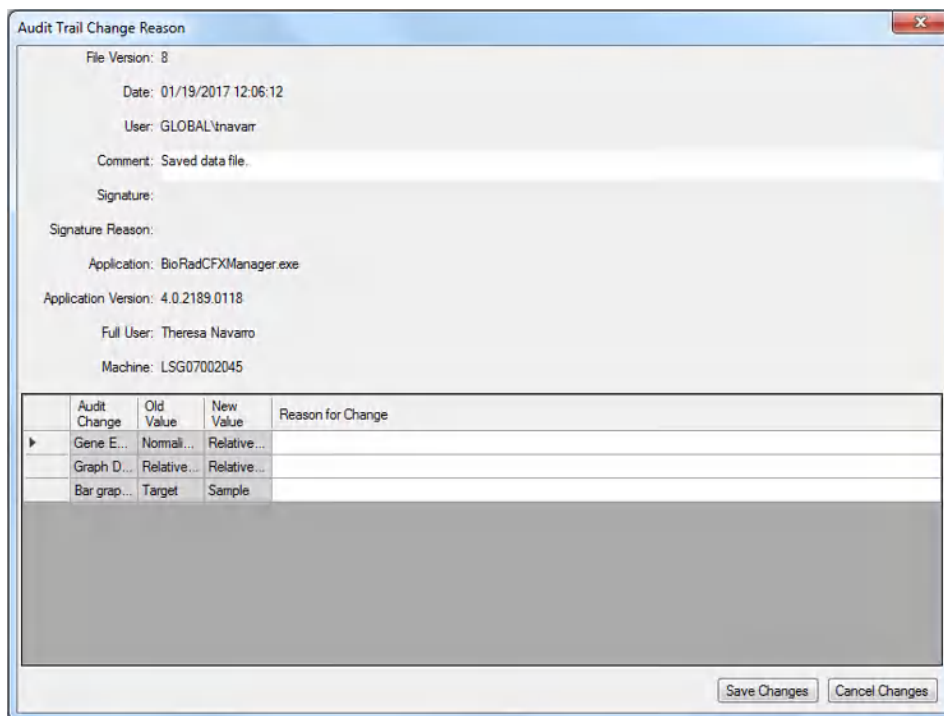 Audit Trail Change Reason
File Version: 8
Date: 01/19/2017 12:06:12
User: GLOBAL\tnavarr
Comment: Saved data file.
Signature:
Signature Reason:
Application: BioRadCFXManager.exe
Application Version: 4.0.2189.0118
Full User: Theresa Navarro
Machine: LSG07002045
Audit Change Old Value New Value Reason for Change
Gene E... Normali... Relative...
Graph D... Relative... Relative...
Bar grap... Target Sample
Save Changes Cancel Changes